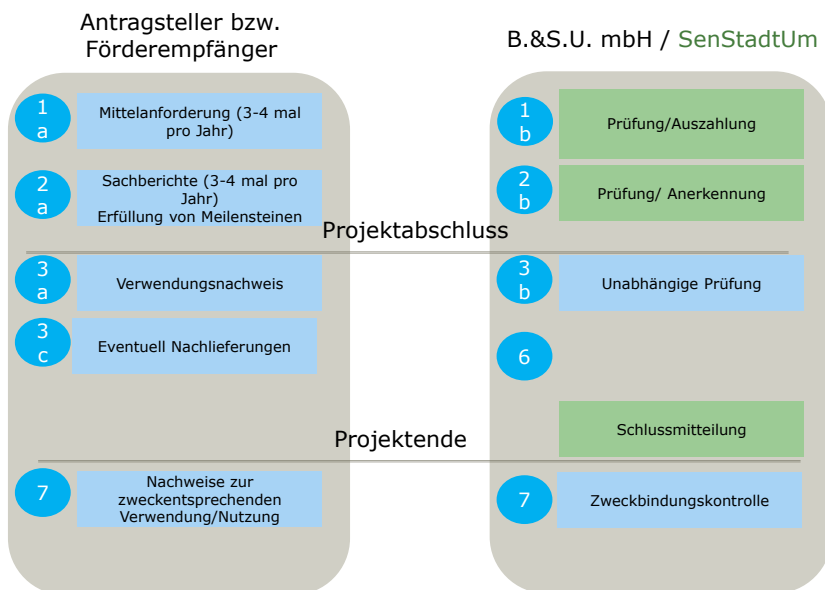 Antragsteller bzw.
Förderempfänger
B.&S.U. mbH / SenStadtUm
1
a
Mittelanforderung (3-4 mal
pro Jahr)
1
b
Prüfung/Auszahlung
2
a
Sachberichte (3-4 mal pro
Jahr)
Erfüllung von Meilensteinen
2
b
Prüfung/ Anerkennung
Projektabschluss
3
a
Verwendungsnachweis
3
b
Unabhängige Prüfung
3
c
Eventuell Nachlieferungen
6
Schlussmitteilung
Projektende
7
Nachweise zur
zweckentsprechenden
Verwendung/Nutzung
7
Zweckbindungskontrolle